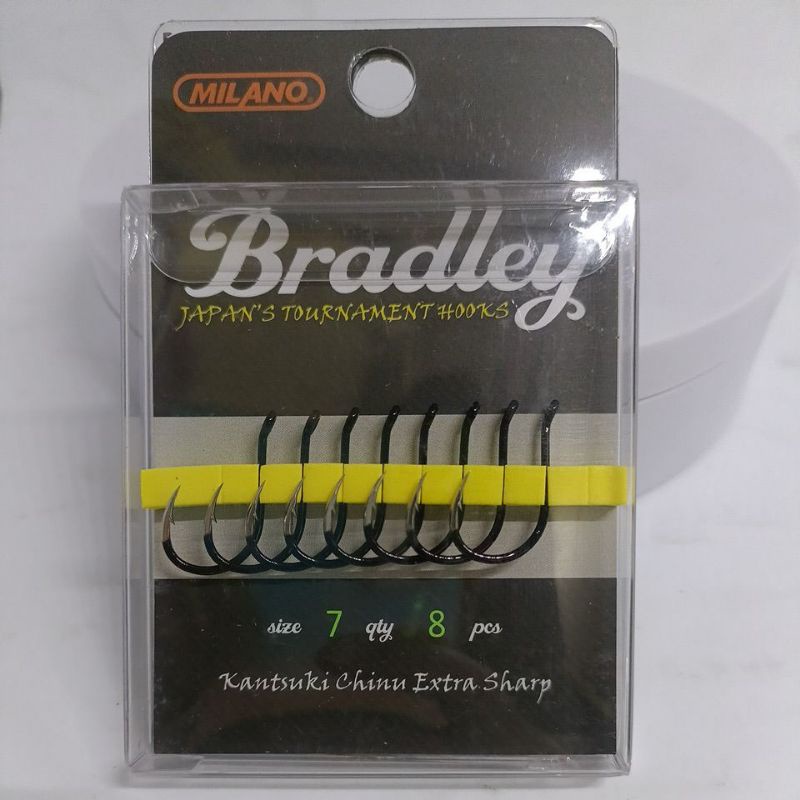 MILANO
Bradley
JAPAN'S TOURNAMENT HOOKS
size 7 qty 8 pcs
Kantsuki Chinu Extra Sharp